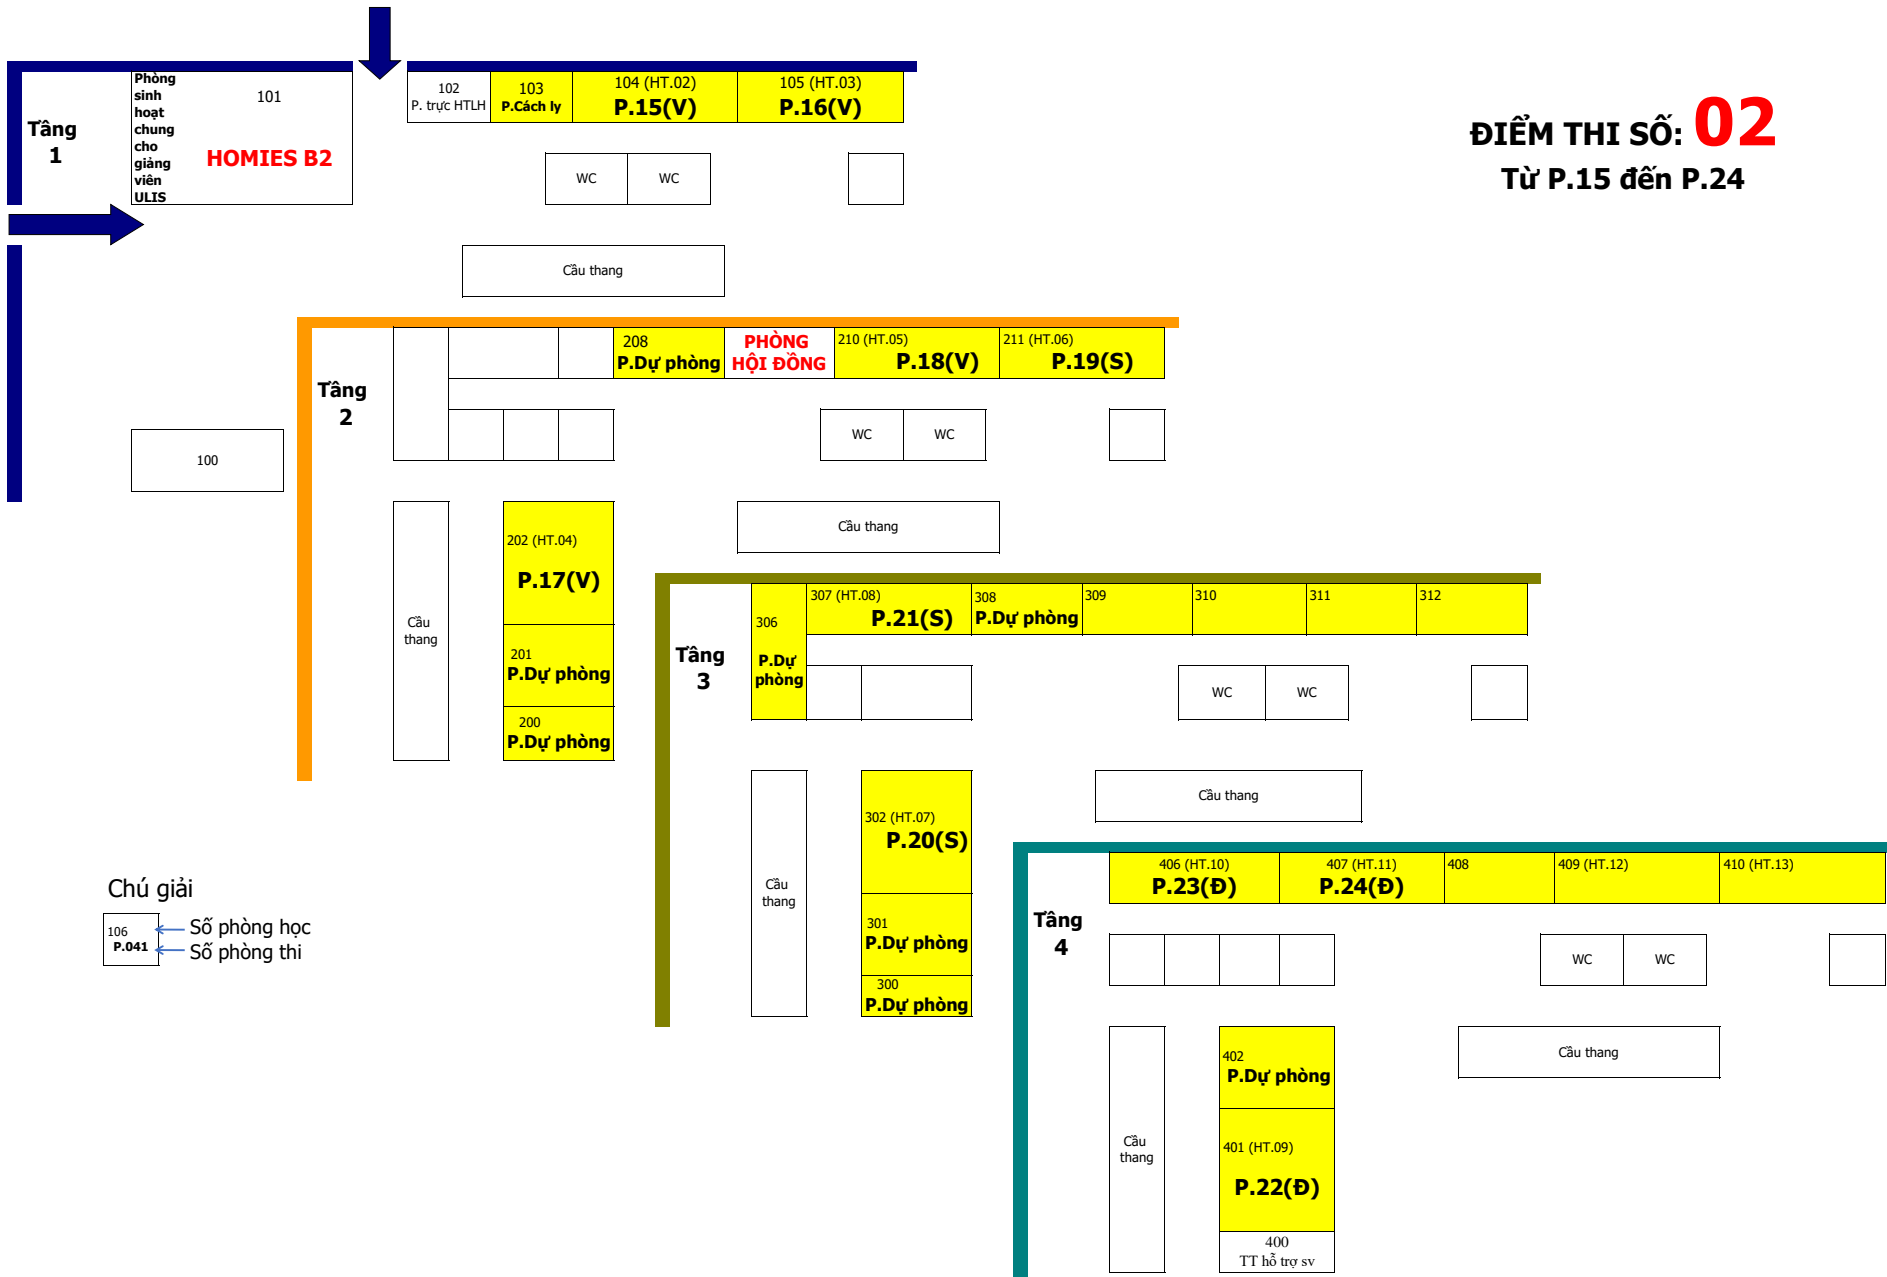 ĐIỂM THI SỐ: 02
Từ P.15 đến P.24
Tầng
1
Phòng
sinh
hoạt
chung
cho
giảng
viên
ULIS
101
HOMIES B2
102
P. trực HTLH
103
P.Cách ly
104 (HT.02)
P.15(V)
105 (HT.03)
P.16(V)
WC
WC
Cầu thang
100
Tầng
2
208
P.Dự phòng
PHÒNG
HỘI ĐỒNG
210 (HT.05)
P.18(V)
211 (HT.06)
P.19(S)
WC
WC
Cầu
thang
202 (HT.04)
P.17(V)
201
P.Dự phòng
200
P.Dự phòng
Cầu thang
Tầng
3
306
P.Dự
phòng
307 (HT.08)
P.21(S)
308
P.Dự phòng
309
310
311
312
WC
WC
Cầu
thang
302 (HT.07)
P.20(S)
301
P.Dự phòng
300
P.Dự phòng
Cầu thang
Tầng
4
406 (HT.10)
P.23(Đ)
407 (HT.11)
P.24(Đ)
408
409 (HT.12)
410 (HT.13)
WC
WC
Cầu
thang
402
P.Dự phòng
401 (HT.09)
P.22(Đ)
400
TT hỗ trợ sv
Cầu thang
Chú giải
106
P.041
Số phòng học
Số phòng thi